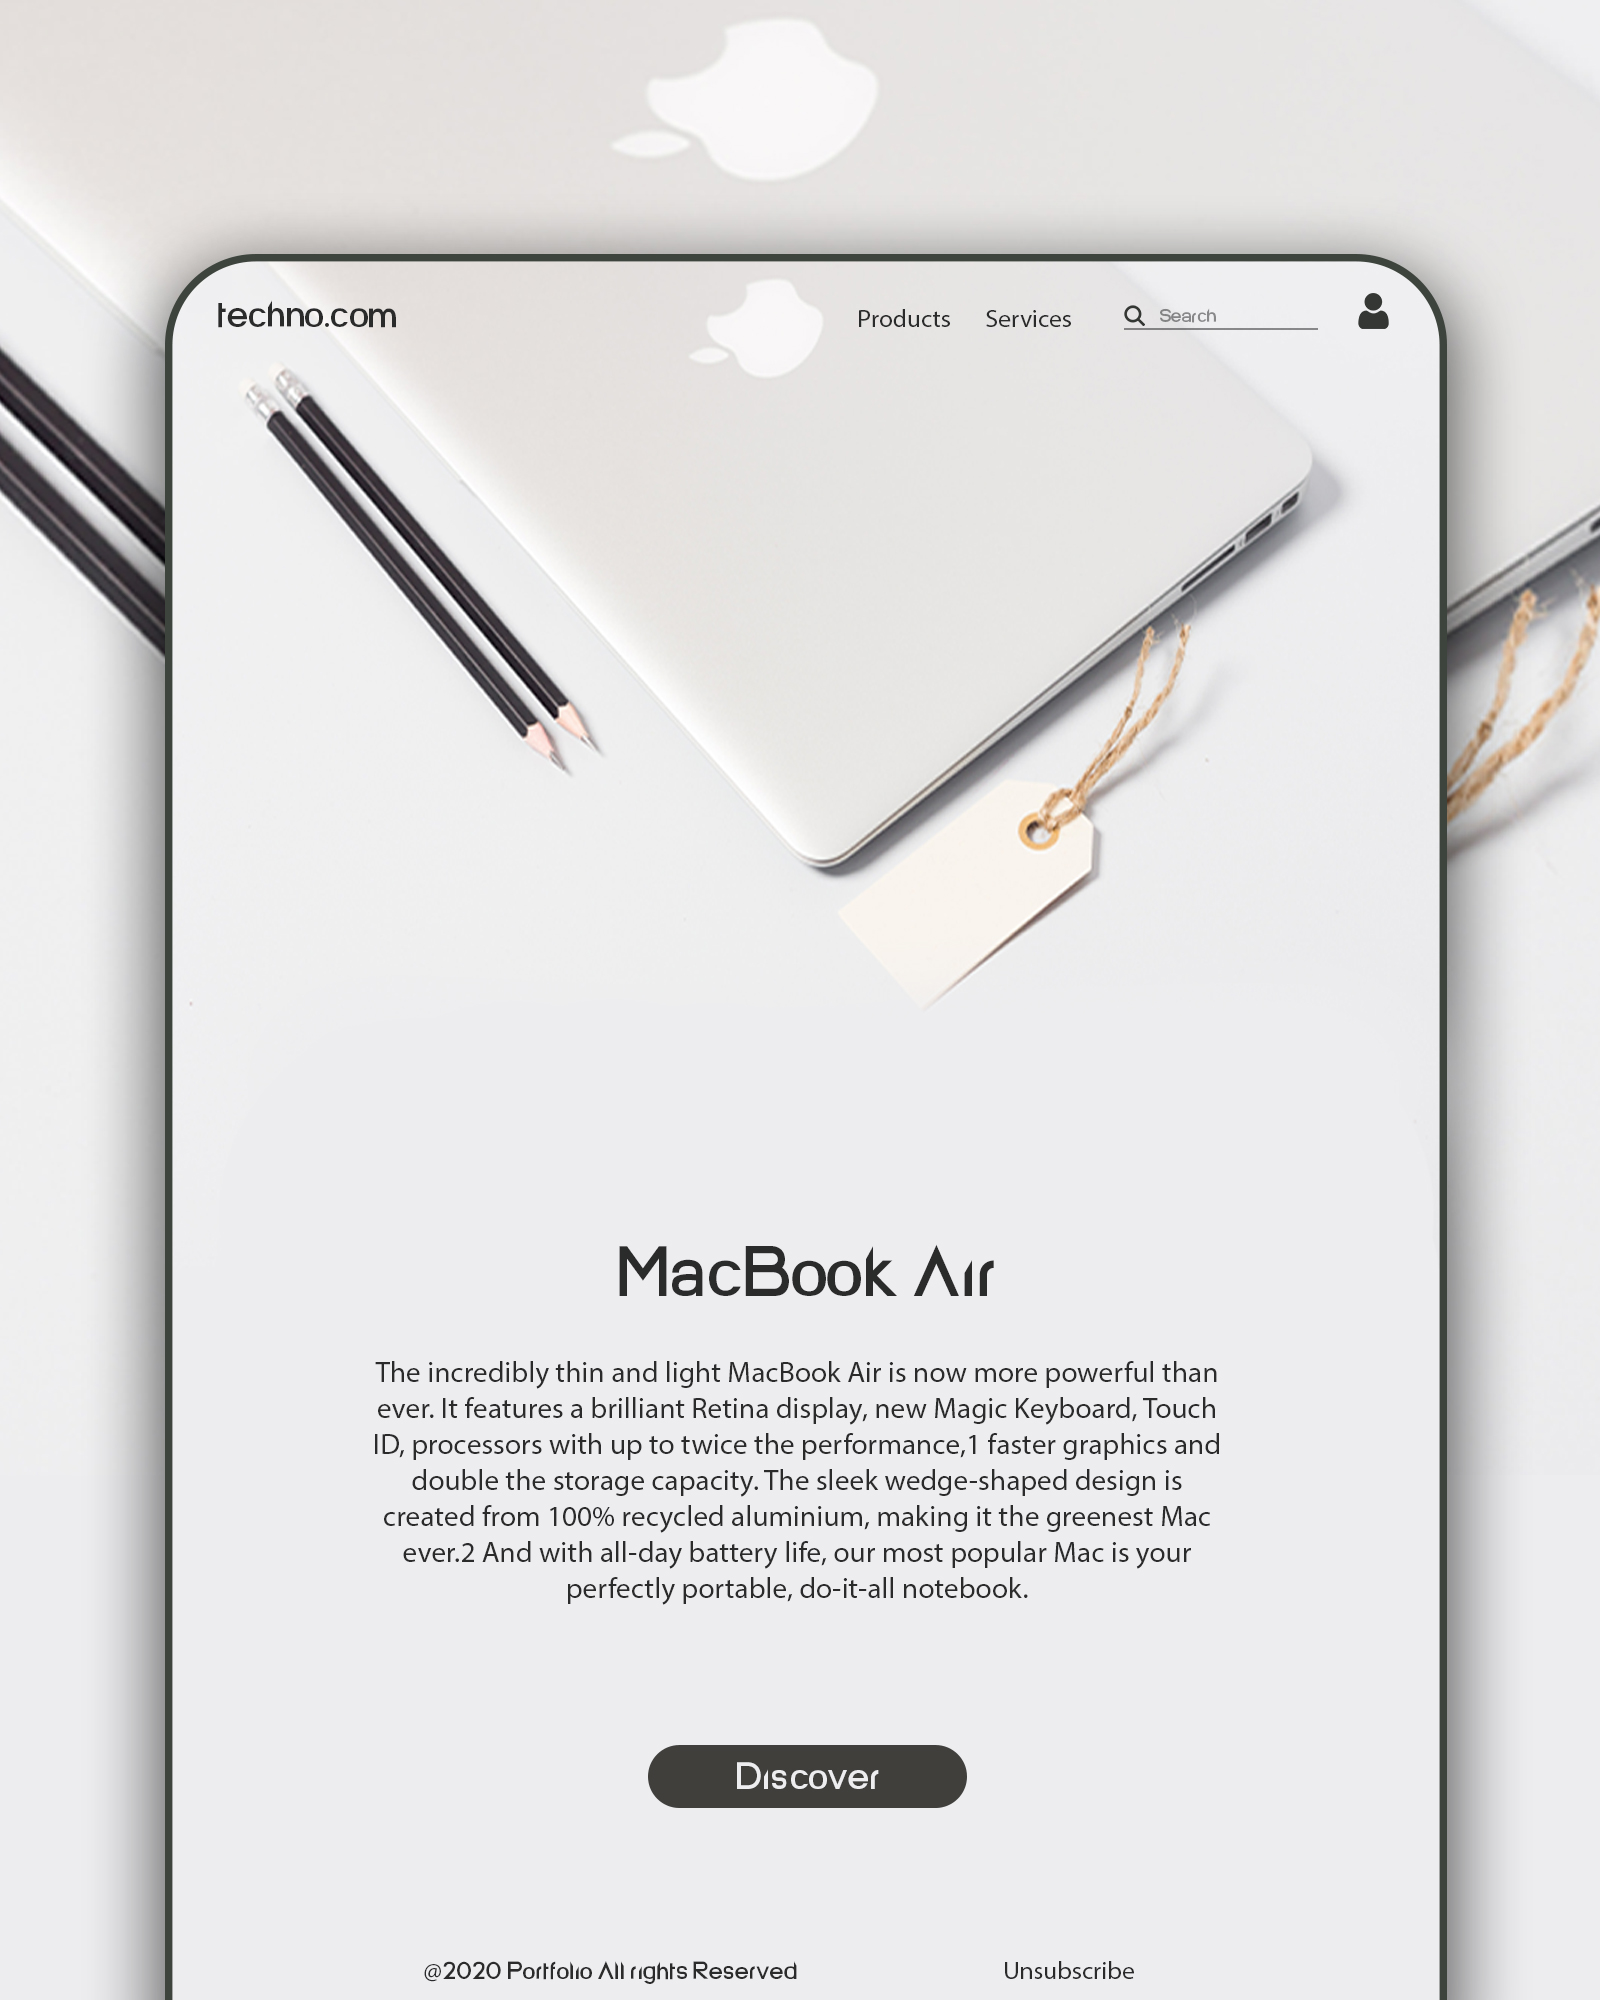 techno.com
Products Services Search
MacBook Air
The incredibly thin and light MacBook Air is now more powerful than
ever. It features a brilliant Retina display, new Magic Keyboard, Touch
ID, processors with up to twice the performance,1 faster graphics and
double the storage capacity. The sleek wedge-shaped design is
created from 100% recycled aluminium, making it the greenest Mac
ever.2 And with all-day battery life, our most popular Mac is your
perfectly portable, do-it-all notebook.
Discover
@2020 Portfolio All rights Reserved Unsubscribe